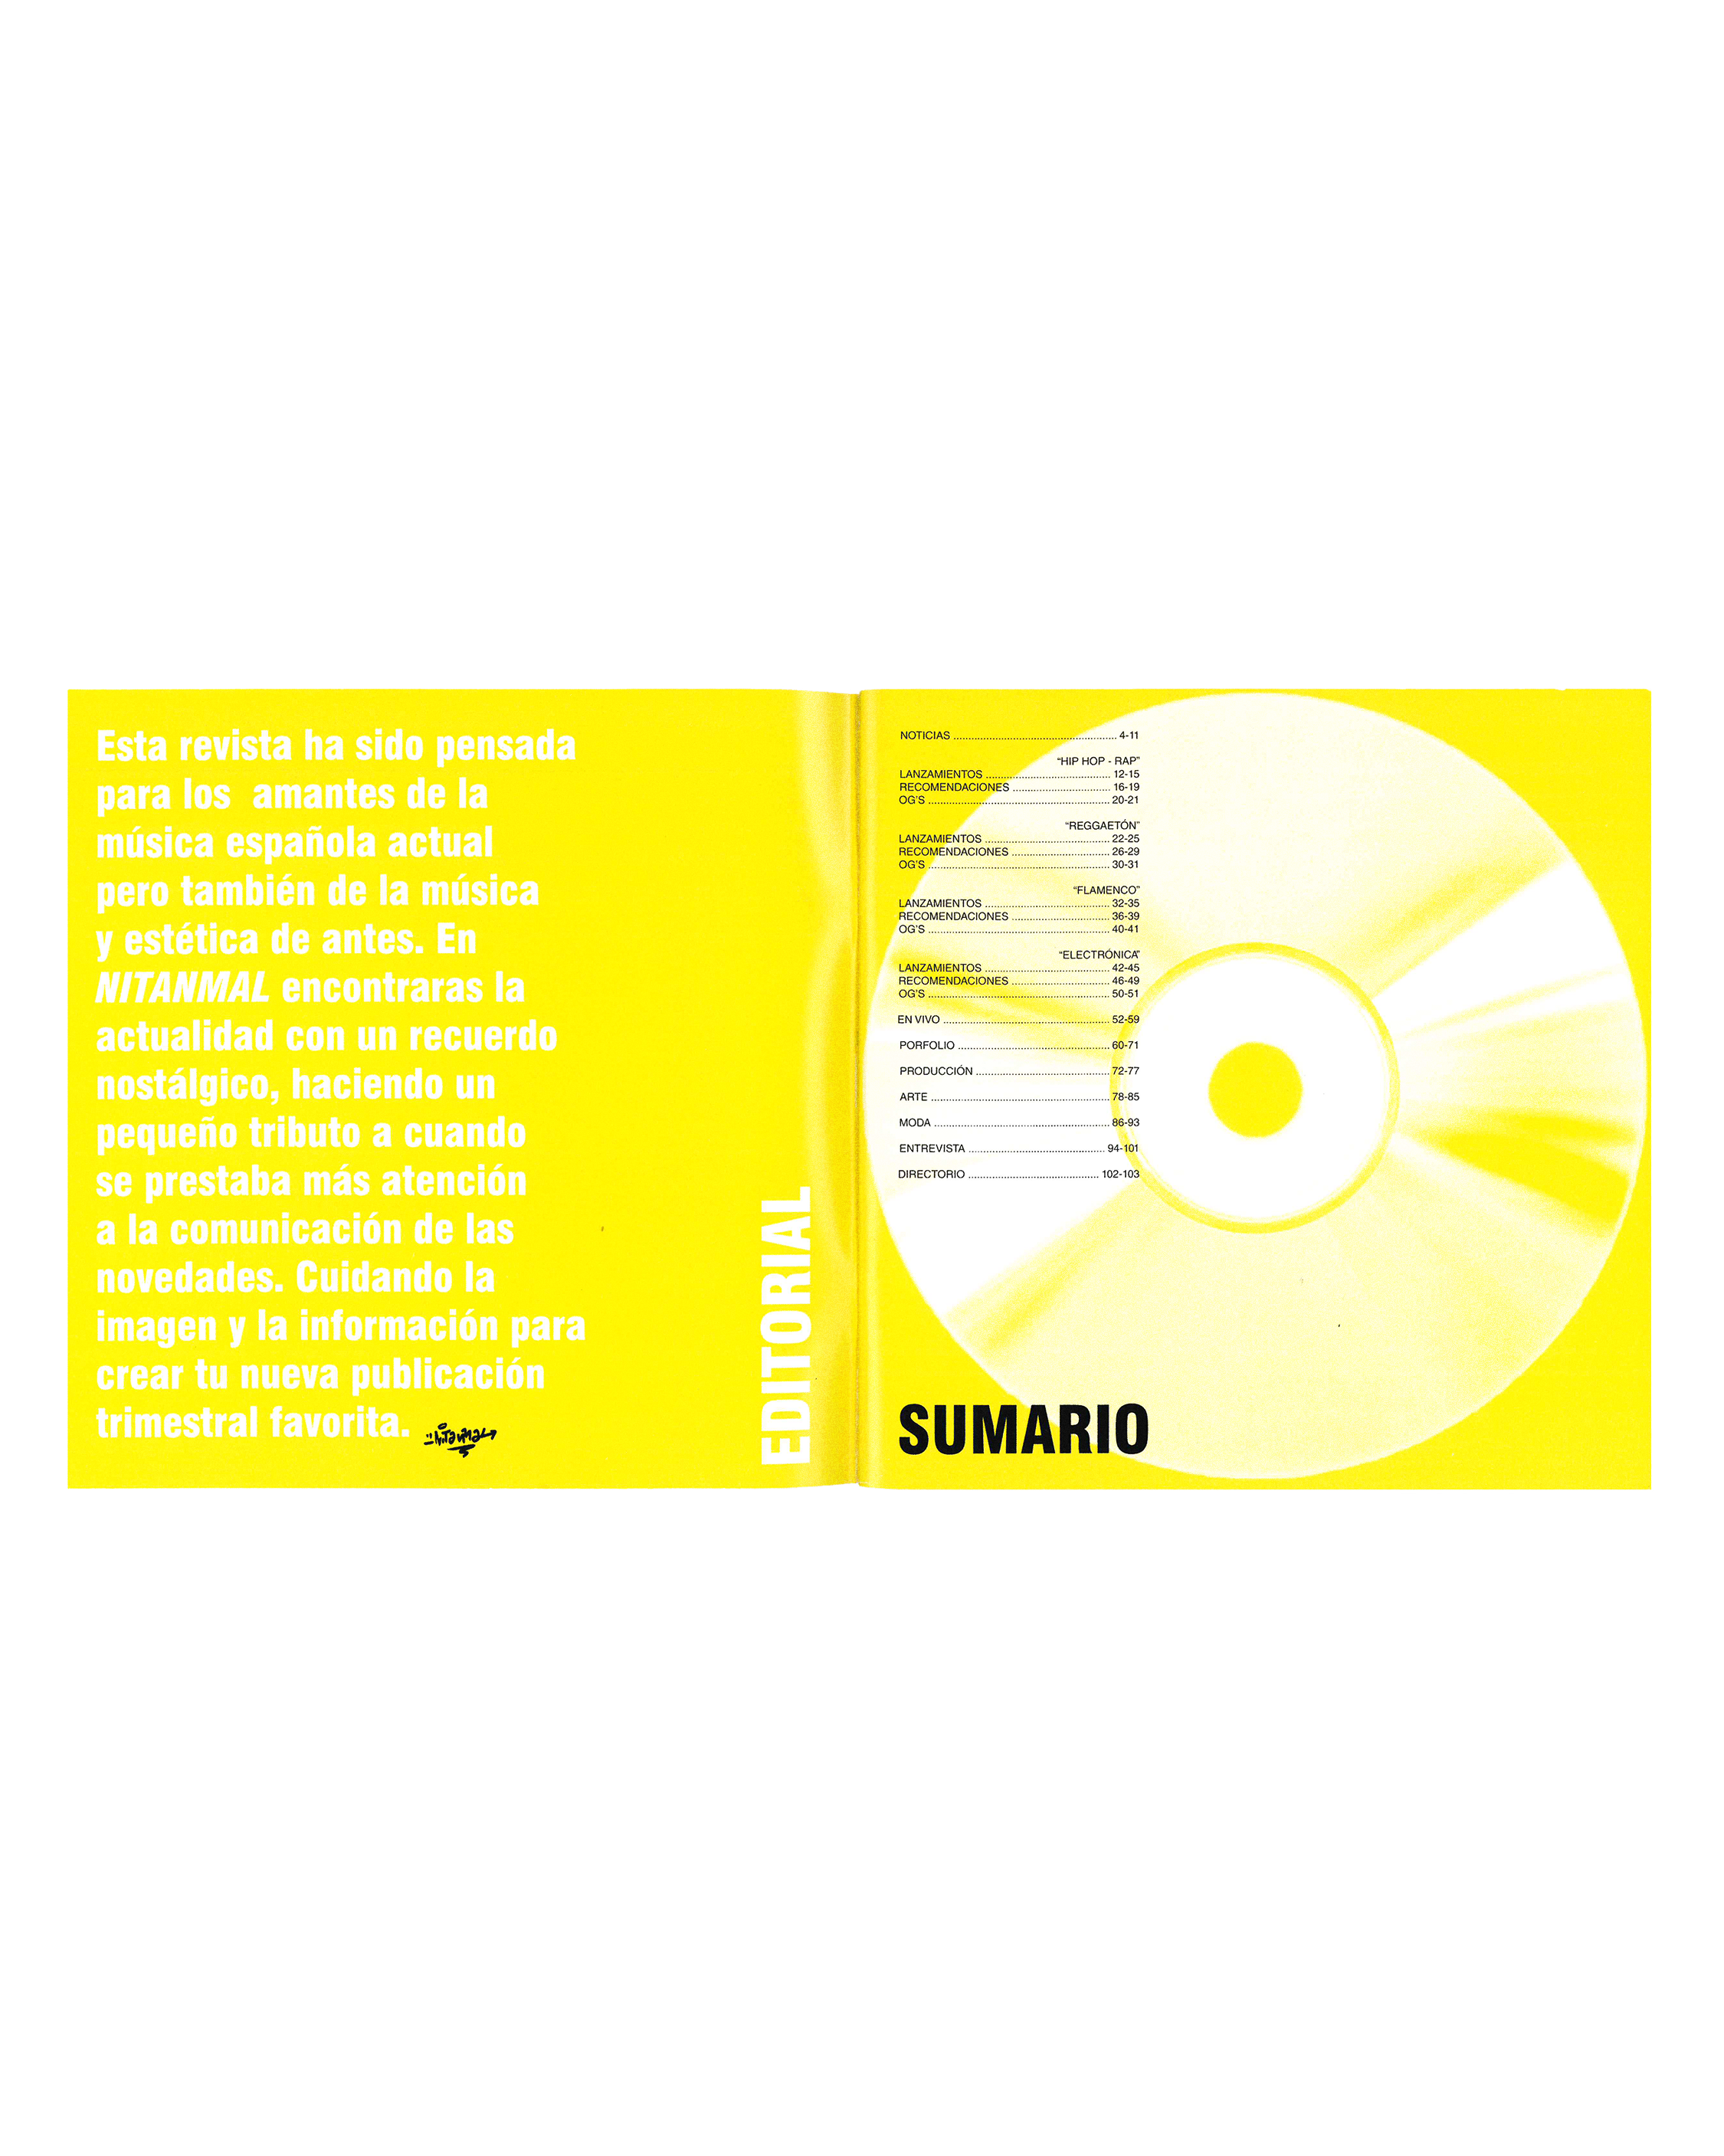 Esta revista ha sido pensada
para los  amantes de la
música española actual
pero también de la música
y estética de antes. En
NITANMAL encontraras la
actualidad con un recuerdo
nostálgico, haciendo un
pequeño tributo a cuando
se prestaba más atención
a la comunicación de las
novedades. Cuidando la
imagen y la información para
crear tu nueva publicación
trimestral favorita.
nitanmal
EDITORIAL
NOTICIAS ........................................................ 4-11
“HIP HOP - RAP”
LANZAMIENTOS ........................................... 12-15
RECOMENDACIONES .................................. 16-19
OG'S .............................................................. 20-21
“REGGAETÓN”
LANZAMIENTOS ........................................... 22-25
RECOMENDACIONES .................................. 26-29
OG'S .............................................................. 30-31
“FLAMENCO”
LANZAMIENTOS ........................................... 32-35
RECOMENDACIONES .................................. 36-39
OG'S .............................................................. 40-41
“ELECTRÓNICA”
LANZAMIENTOS ........................................... 42-45
RECOMENDACIONES .................................. 46-49
OG'S .............................................................. 50-51
EN VIVO ......................................................... 52-59
PORFOLIO .................................................... 60-71
PRODUCCIÓN .............................................. 72-77
ARTE ............................................................. 78-85
MODA ............................................................ 86-93
ENTREVISTA ............................................... 94-101
DIRECTORIO ............................................. 102-103
SUMARIO